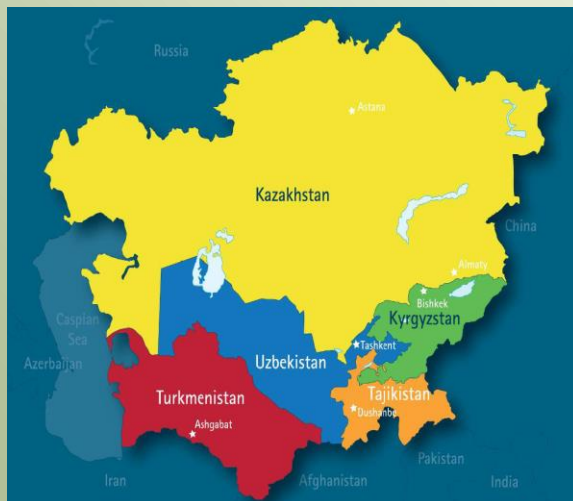 Russia
Astana
Kazakhstan
China
Almaty
Bishkek
Caspian
Sea
Kyrgyzstan
Tashkent
Uzbekistan
Azerbaijan
Turkmenistan
Tajikistan
Dushanbe
Ashgabat
Pakistan
Iran
Afghanistan
India